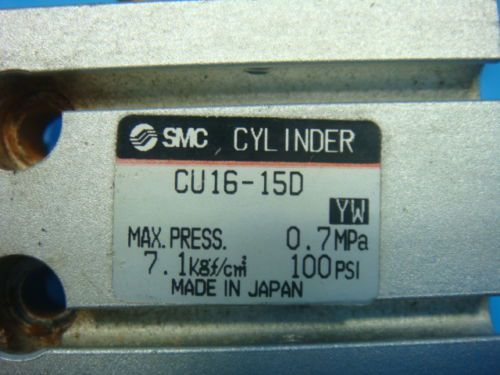 SMC CYLINDER
CU16-15D
YW
MAX. PRESS. 0.7MPa
7.1kgf/cm² 100PSI
MADE IN JAPAN